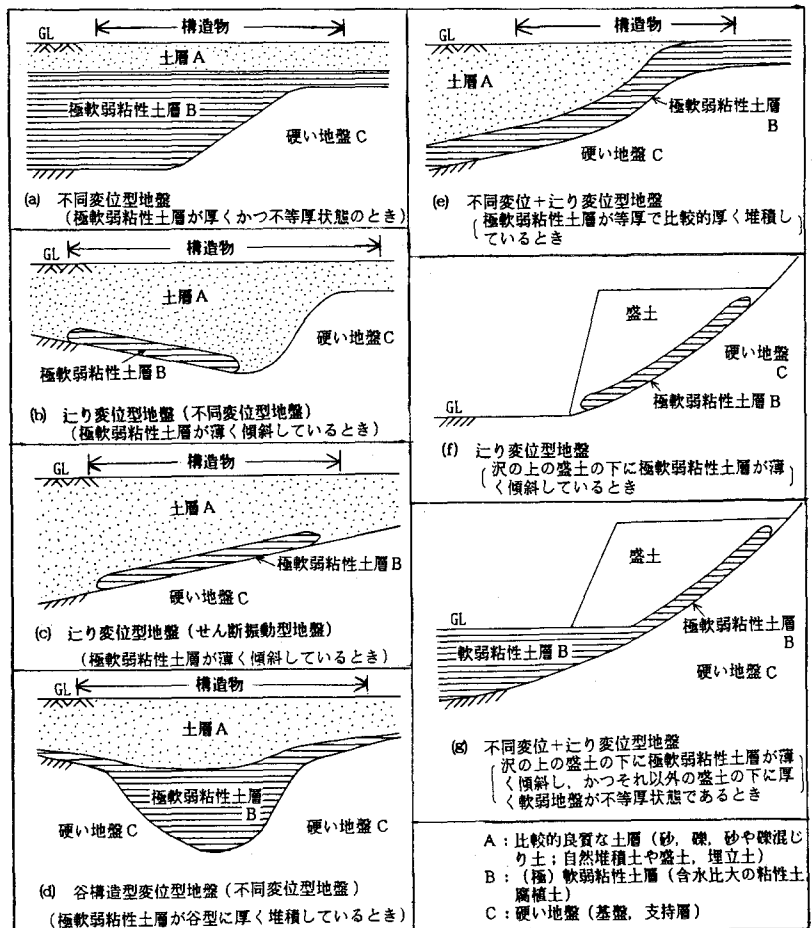 構造物
GL
土層A
極軟弱粘性土層B
硬い地盤C
(a) 不同変位型地盤
(極軟弱粘性土層が厚くかつ不等厚状態のとき)
構造物
GL
土層A
硬い地盤C
極軟弱粘性土層B
(b) 辷り変位型地盤(不同変位型地盤)
(極軟弱粘性土層が薄く傾斜しているとき)
構造物
GL
土層A
極軟弱粘性土層B
硬い地盤C
(c) 辷り変位型地盤(せん断振動型地盤)
(極軟弱粘性土層が薄く傾斜しているとき)
構造物
GL
土層A
極軟弱粘性土層
B
硬い地盤C
硬い地盤C
(d) 谷構造型変位型地盤(不同変位型地盤)
(極軟弱粘性土層が谷型に厚く堆積しているとき)
構造物
GL
土層A
極軟弱粘性土層
B
硬い地盤C
(e) 不同変位+辷り変位型地盤
(極軟弱粘性土層が等厚で比較的厚く堆積し
ているとき)
盛土
硬い地盤
C
極軟弱粘性土層B
GL
(f) 辷り変位型地盤
(沢の上の盛土の下に極軟弱粘性土層が薄
く傾斜しているとき)
盛土
GL
極軟弱粘性土層
B
軟弱粘性土層B
硬い地盤C
(g) 不同変位+辷り変位型地盤
(沢の上の盛土の下に極軟弱粘性土層が薄
く傾斜し,かつそれ以外の盛土の下に厚
く軟弱地盤が不等厚状態であるとき)
A:比較的良質な土層(砂,礫,砂や礫混じ
り土;自然堆積土や盛土,埋立土)
B:(極)軟弱粘性土層(含水比大の粘性土,
腐植土)
C:硬い地盤(基盤,支持層)